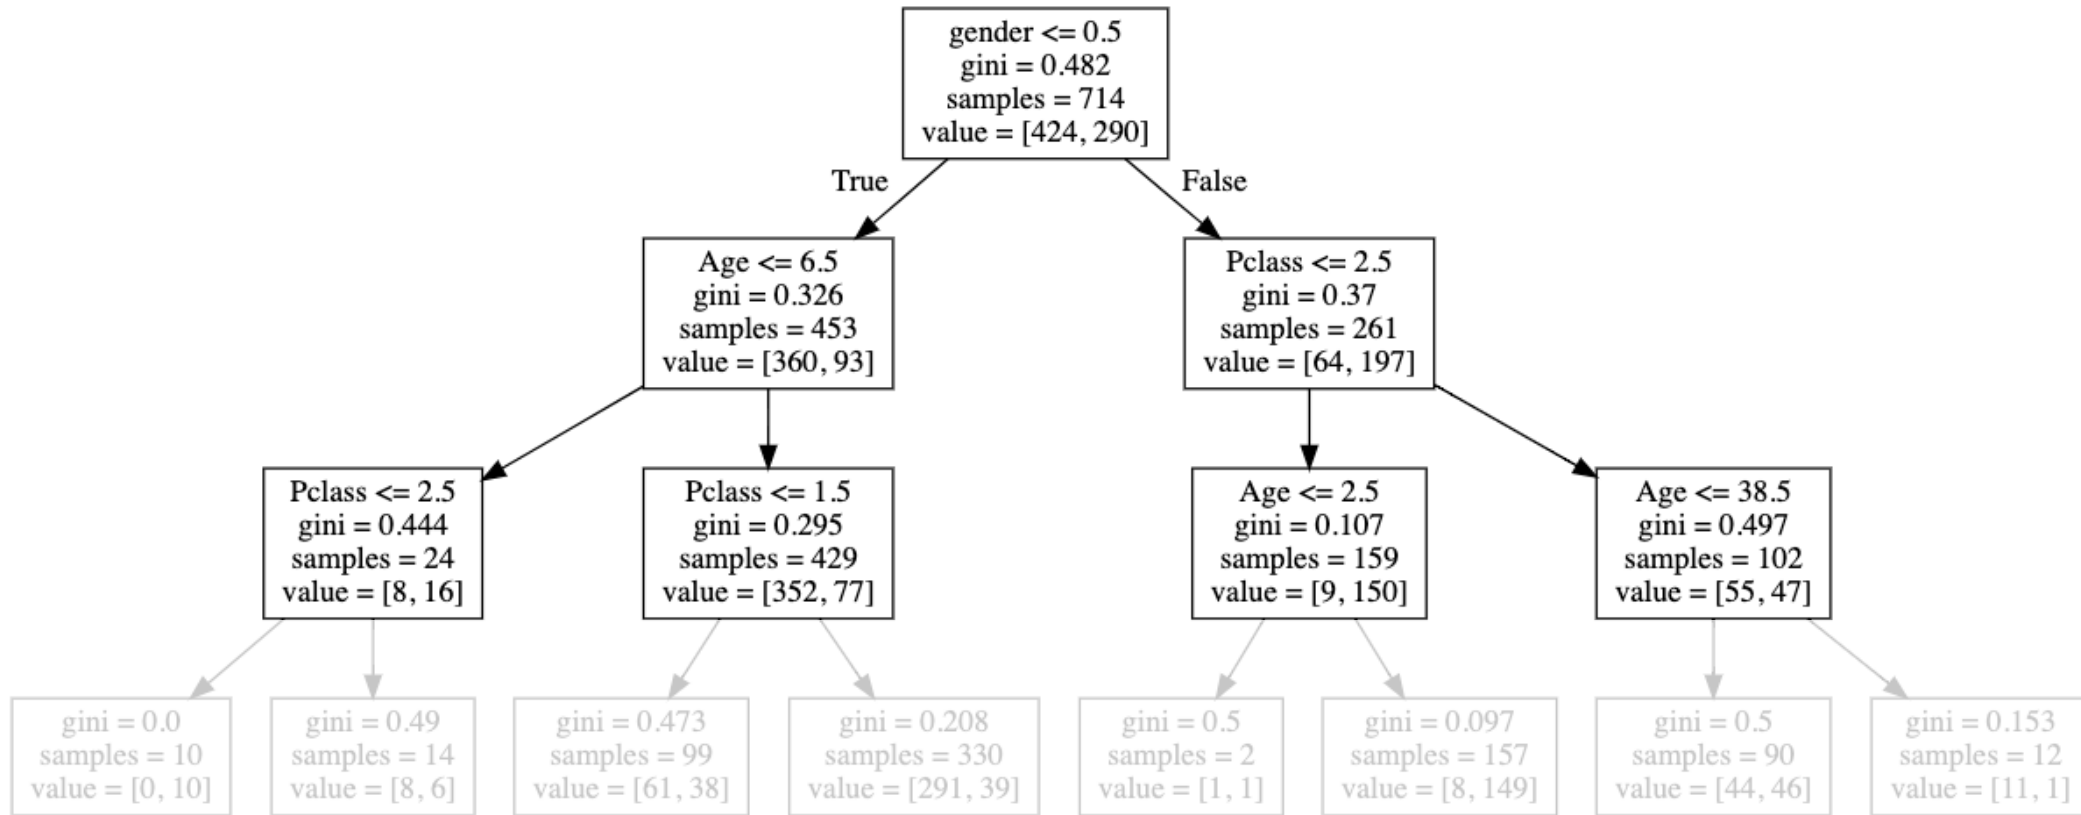 gender <= 0.5
gini = 0.482
samples = 714
value = [424, 290]
True
False
Age <= 6.5
gini = 0.326
samples = 453
value = [360, 93]
Pclass <= 2.5
gini = 0.37
samples = 261
value = [64, 197]
Pclass <= 2.5
gini = 0.444
samples = 24
value = [8, 16]
Pclass <= 1.5
gini = 0.295
samples = 429
value = [352, 77]
Age <= 2.5
gini = 0.107
samples = 159
value = [9, 150]
Age <= 38.5
gini = 0.497
samples = 102
value = [55, 47]
gini = 0.0
samples = 10
value = [0, 10]
gini = 0.49
samples = 14
value = [8, 6]
gini = 0.473
samples = 99
value = [61, 38]
gini = 0.208
samples = 330
value = [291, 39]
gini = 0.5
samples = 2
value = [1, 1]
gini = 0.097
samples = 157
value = [8, 149]
gini = 0.5
samples = 90
value = [44, 46]
gini = 0.153
samples = 12
value = [11, 1]